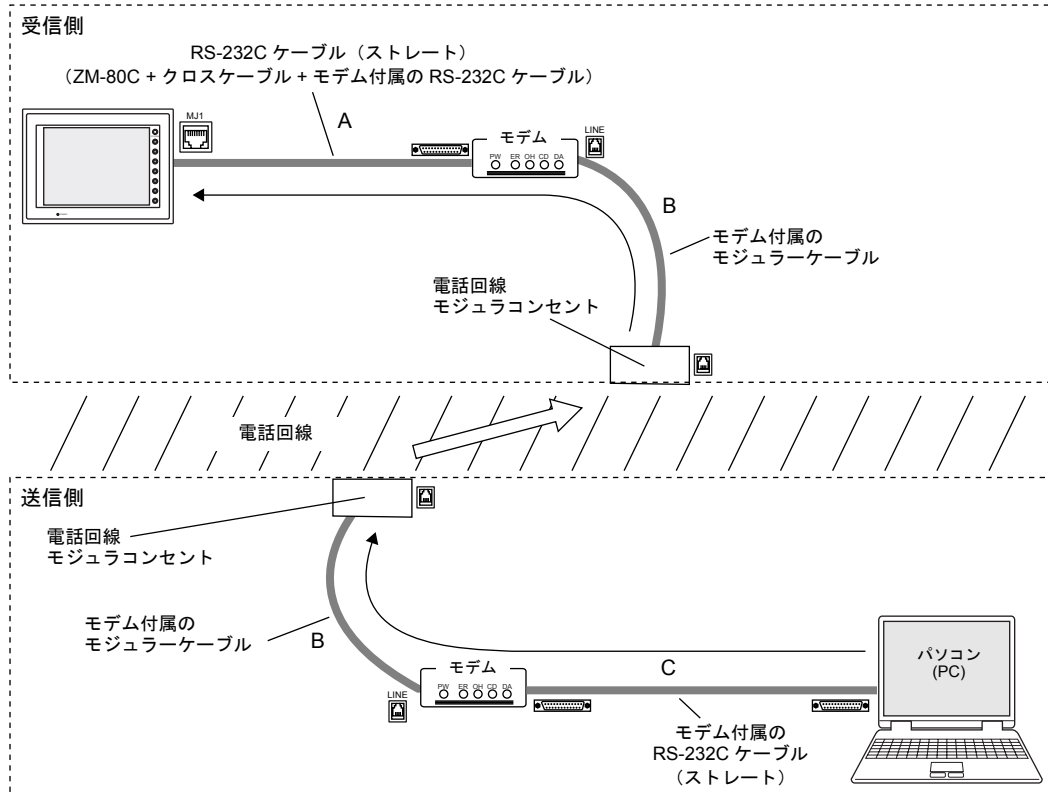 受信側
RS-232C ケーブル（ストレート）
（ZM-80C + クロスケーブル + モデム付属の RS-232C ケーブル）
MJ1
A
モデム
PW ER OH CD DA
LINE
B
モデム付属の
モジュラーケーブル
電話回線
モジュラコンセント
電話回線
送信側
電話回線
モジュラコンセント
モデム付属の
モジュラーケーブル
B
LINE
モデム
PW ER OH CD DA
C
モデム付属の
RS-232C ケーブル
（ストレート）
パソコン
(PC)